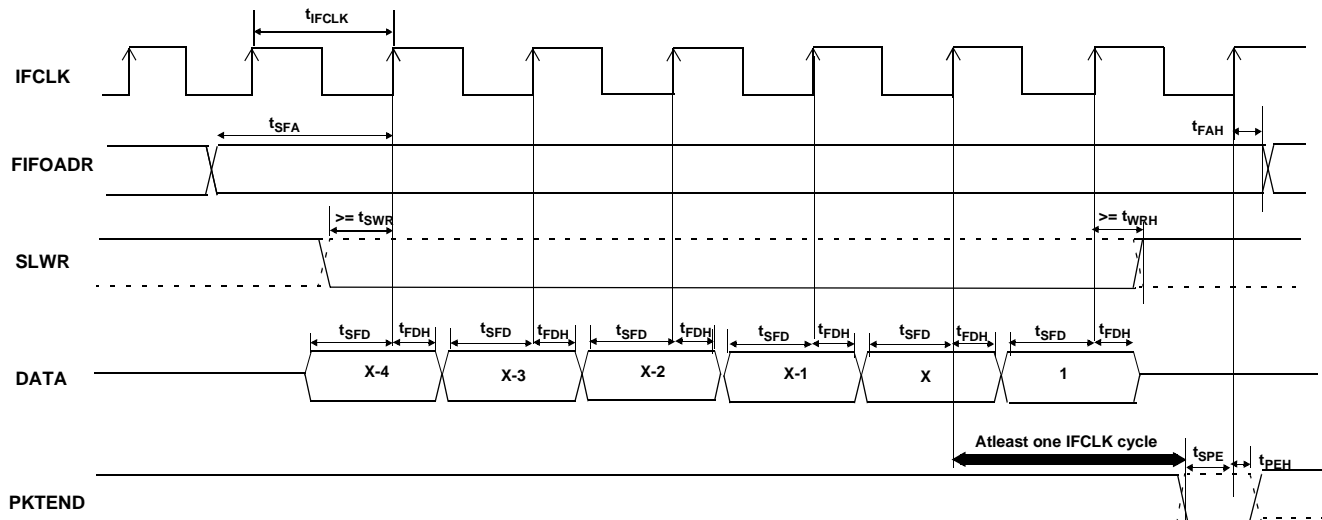 tIFCLK
IFCLK
tSFA
tFAH
FIFOADR
>= tSWR
>= tWRH
SLWR
tSFD tFDH tSFD tFDH tSFD tFDH tSFD tFDH tSFD tFDH tSFD tFDH
DATA X-4 X-3 X-2 X-1 X 1
Atleast one IFCLK cycle
tSPE tPEH
PKTEND